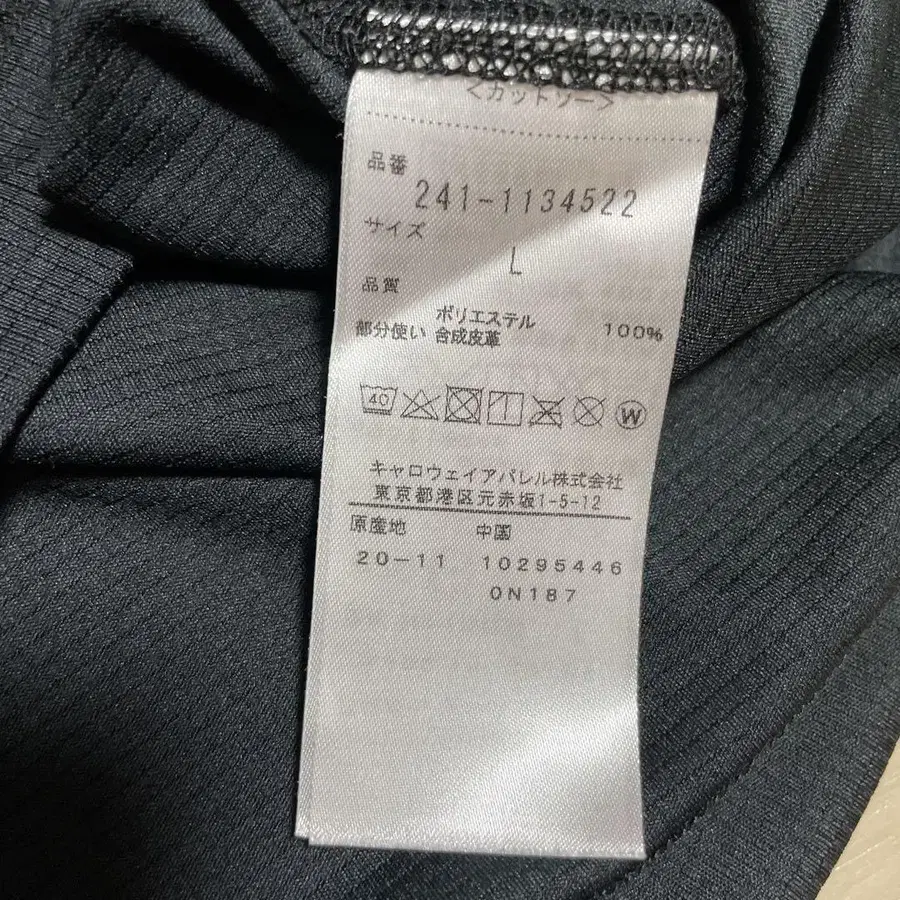 <カットソー>
品番
241-1134522
サイズ
L
品質
ポリエステル 100%
部分使い 合成皮革
40
W
キャロウェイアパレル株式会社
東京都港区元赤坂1-5-12
原産地 中国
20-11 10295446
0N187